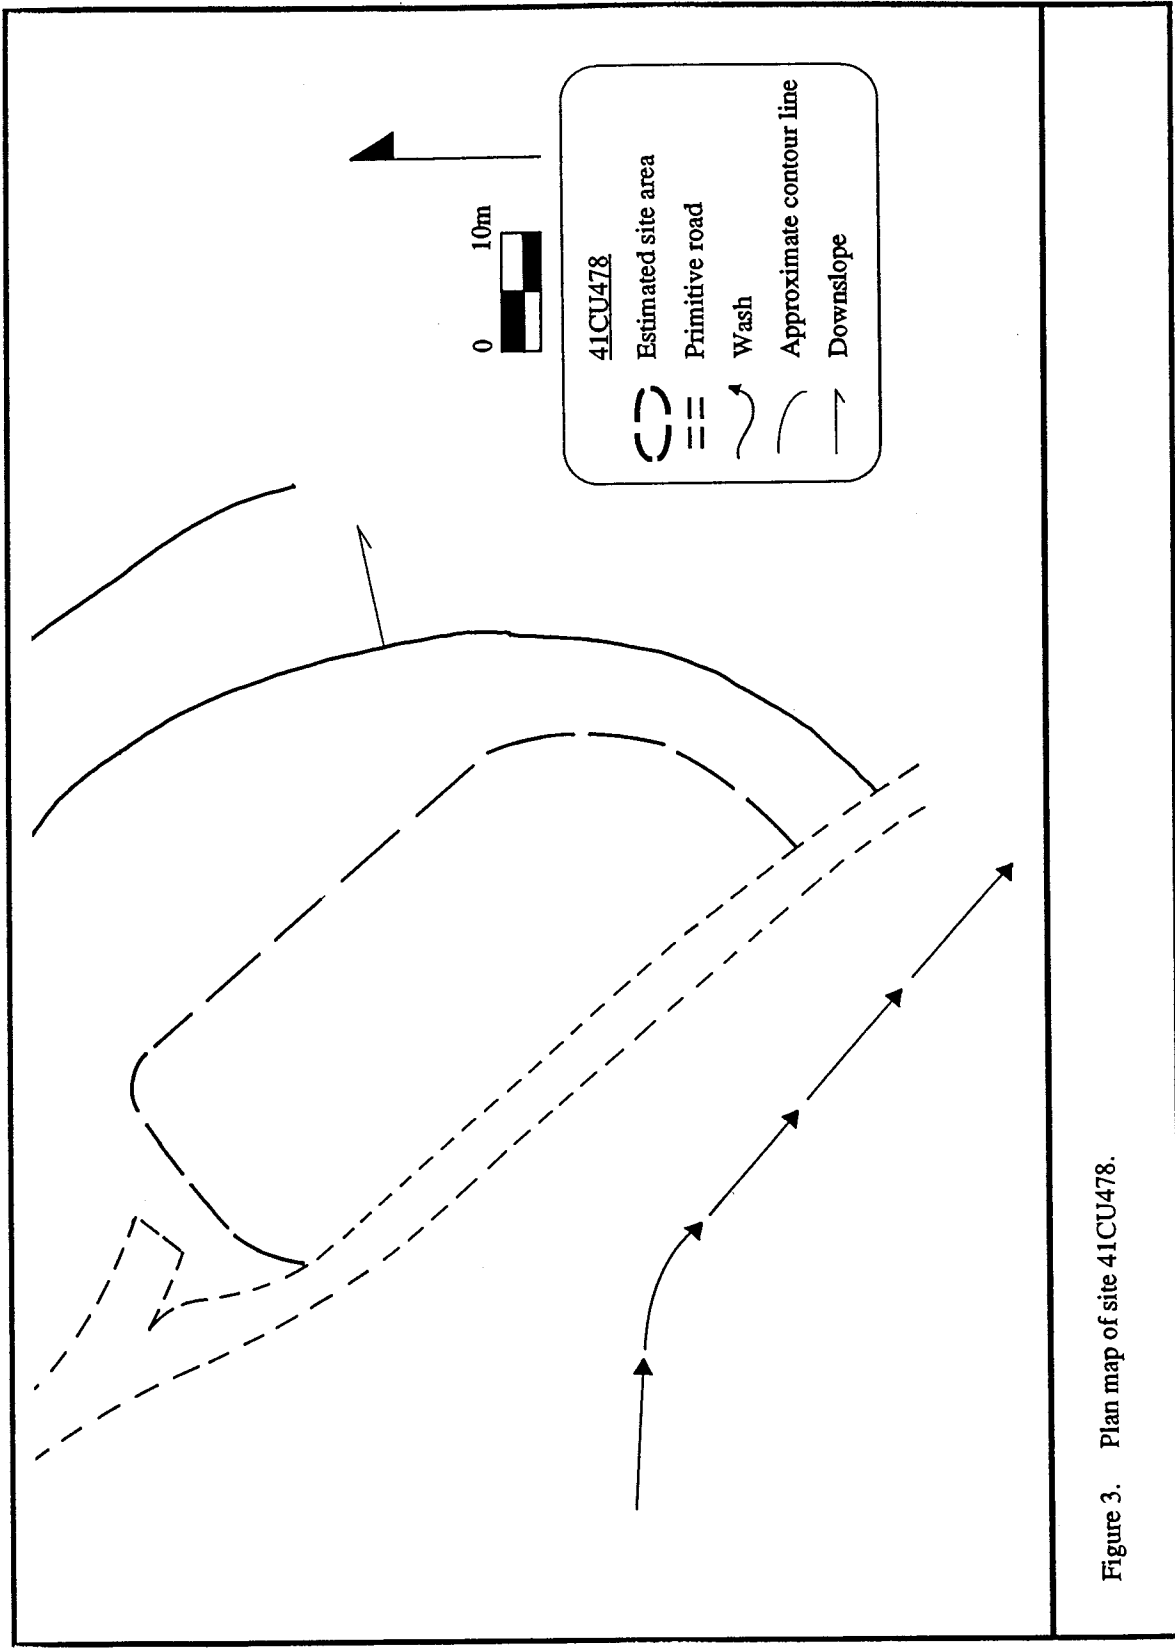 0 10m
41CU478
Estimated site area
Primitive road
Wash
Approximate contour line
Downslope
Figure 3. Plan map of site 41CU478.